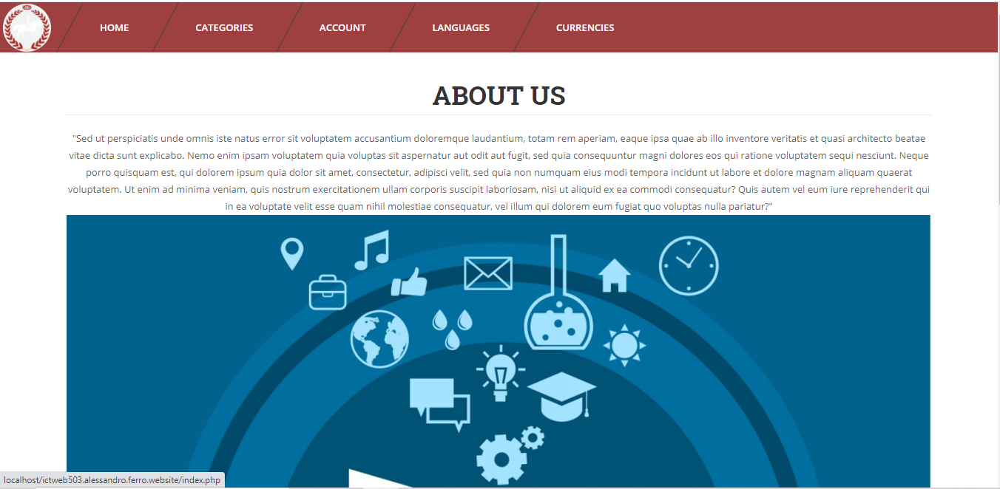 HOME CATEGORIES ACCOUNT LANGUAGES CURRENCIES
ABOUT US
"Sed ut perspiciatis unde omnis iste natus error sit voluptatem accusantium doloremque laudantium, totam rem aperiam, eaque ipsa quae ab illo inventore veritatis et quasi architecto beatae
vitae dicta sunt explicabo. Nemo enim ipsam voluptatem quia voluptas sit aspernatur aut odit aut fugit, sed quia consequuntur magni dolores eos qui ratione voluptatem sequi nesciunt. Neque
porro quisquam est, qui dolorem ipsum quia dolor sit amet, consectetur, adipisci velit, sed quia non numquam eius modi tempora incidunt ut labore et dolore magnam aliquam quaerat
voluptatem. Ut enim ad minima veniam, quis nostrum exercitationem ullam corporis suscipit laboriosam, nisi ut aliquid ex ea commodi consequatur? Quis autem vel eum iure reprehenderit qui
in ea voluptate velit esse quam nihil molestiae consequatur, vel illum qui dolorem eum fugiat quo voluptas nulla pariatur?"
localhost/ictweb503.alessandro.ferro.website/index.php